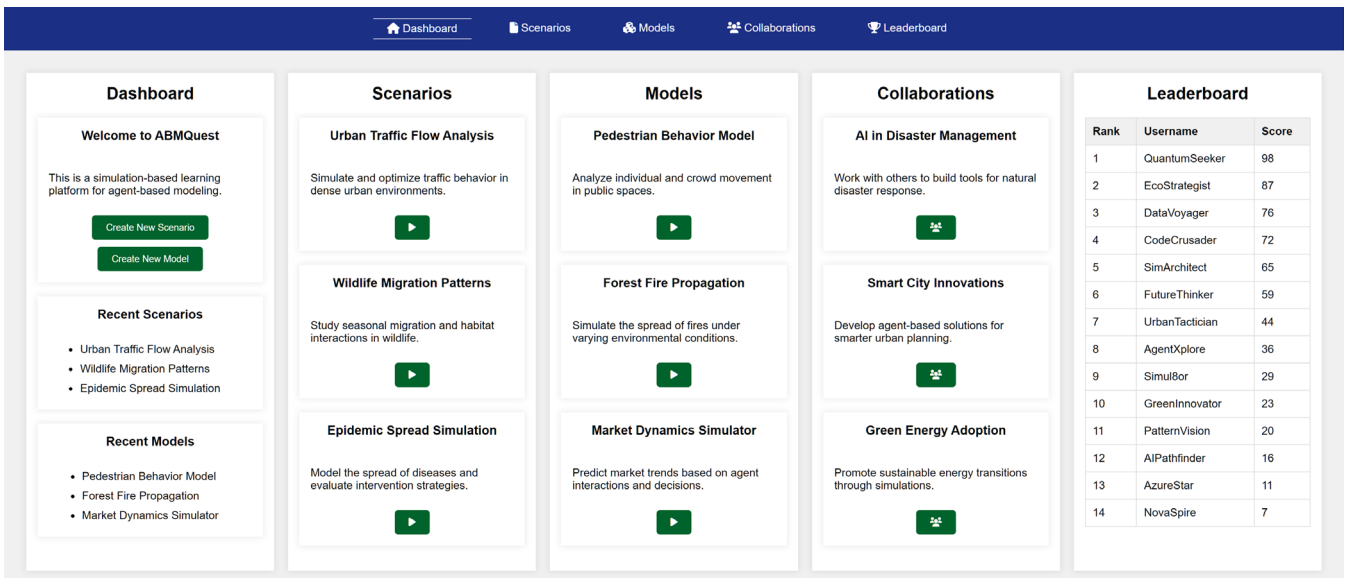 Dashboard
Scenarios
Models
Collaborations
Leaderboard
Dashboard
Welcome to ABMQuest
This is a simulation-based learning
platform for agent-based modeling.
Create New Scenario
Create New Model
Recent Scenarios
Urban Traffic Flow Analysis
Wildlife Migration Patterns
Epidemic Spread Simulation
Recent Models
Pedestrian Behavior Model
Forest Fire Propagation
Market Dynamics Simulator
Scenarios
Urban Traffic Flow Analysis
Simulate and optimize traffic behavior in
dense urban environments.
Wildlife Migration Patterns
Study seasonal migration and habitat
interactions in wildlife.
Epidemic Spread Simulation
Model the spread of diseases and
evaluate intervention strategies.
Models
Pedestrian Behavior Model
Analyze individual and crowd movement
in public spaces.
Forest Fire Propagation
Simulate the spread of fires under
varying environmental conditions.
Market Dynamics Simulator
Predict market trends based on agent
interactions and decisions.
Collaborations
AI in Disaster Management
Work with others to build tools for natural
disaster response.
Smart City Innovations
Develop agent-based solutions for
smarter urban planning.
Green Energy Adoption
Promote sustainable energy transitions
through simulations.
Leaderboard
Rank Username Score
1 QuantumSeeker 98
2 EcoStrategist 87
3 DataVoyager 76
4 CodeCrusader 72
5 SimArchitect 65
6 FutureThinker 59
7 UrbanTactician 44
8 AgentXplore 36
9 Simul8or 29
10 GreenInnovator 23
11 PatternVision 20
12 AIPathfinder 16
13 AzureStar 11
14 NovaSpire 7